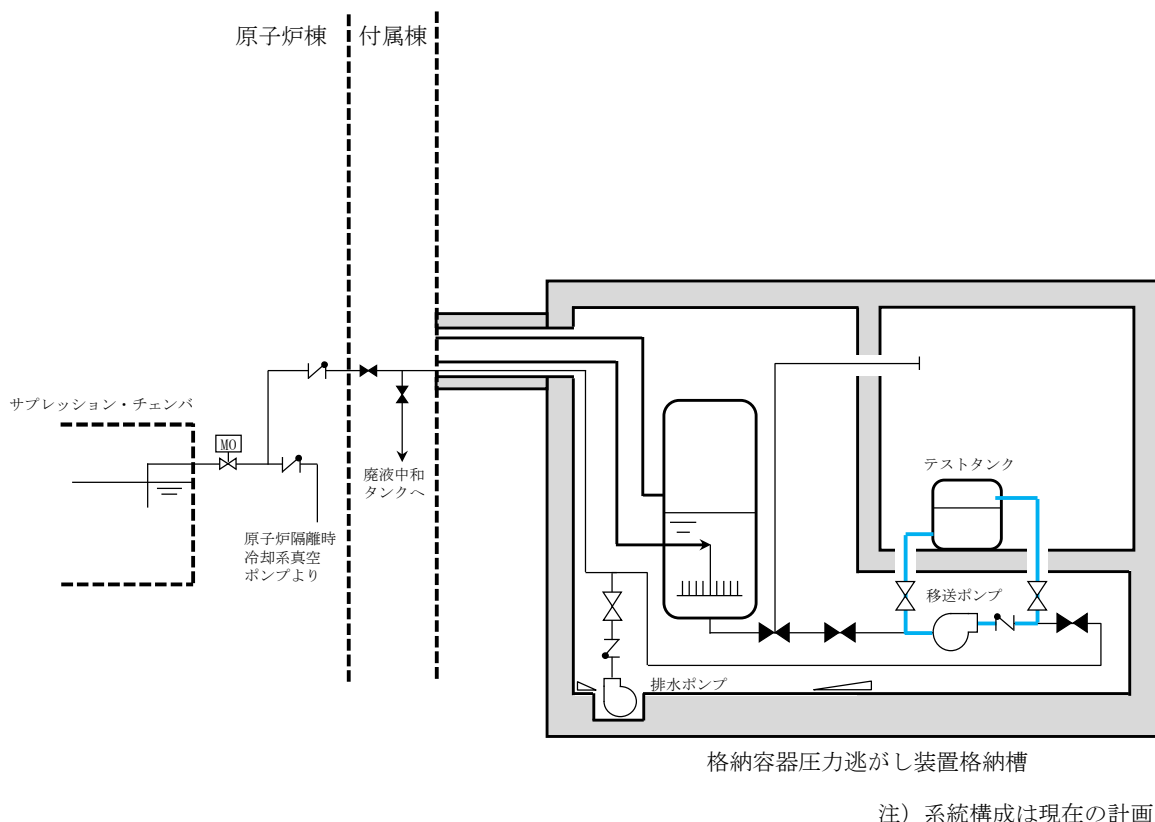 原子炉棟
付属棟
サプレッション・チェンバ
MO
廃液中和
タンクへ
原子炉隔離時
冷却系真空
ポンプより
テストタンク
移送ポンプ
排水ポンプ
格納容器圧力逃がし装置格納槽
注）系統構成は現在の計画